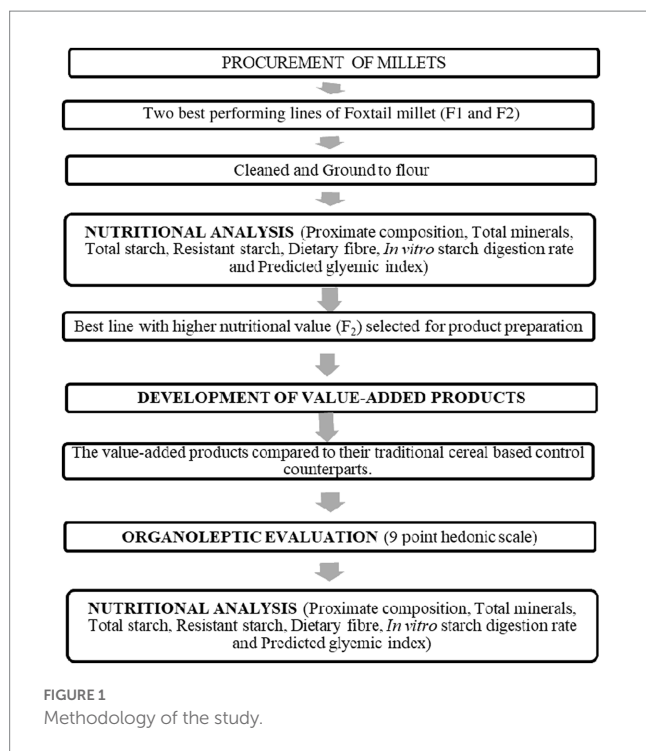 PROCUREMENT OF MILLETS
Two best performing lines of Foxtail millet (F1 and F2)
Cleaned and Ground to flour
NUTRITIONAL ANALYSIS (Proximate composition, Total minerals,
Total starch, Resistant starch, Dietary fibre, In vitro starch digestion rate
and Predicted glyemic index)
Best line with higher nutritional value (F₂) selected for product preparation
DEVELOPMENT OF VALUE-ADDED PRODUCTS
The value-added products compared to their traditional cereal based control
counterparts.
ORGANOLEPTIC EVALUATION (9 point hedonic scale)
NUTRITIONAL ANALYSIS (Proximate composition, Total minerals,
Total starch, Resistant starch, Dietary fibre, In vitro starch digestion rate
and Predicted glyemic index)
FIGURE 1
Methodology of the study.